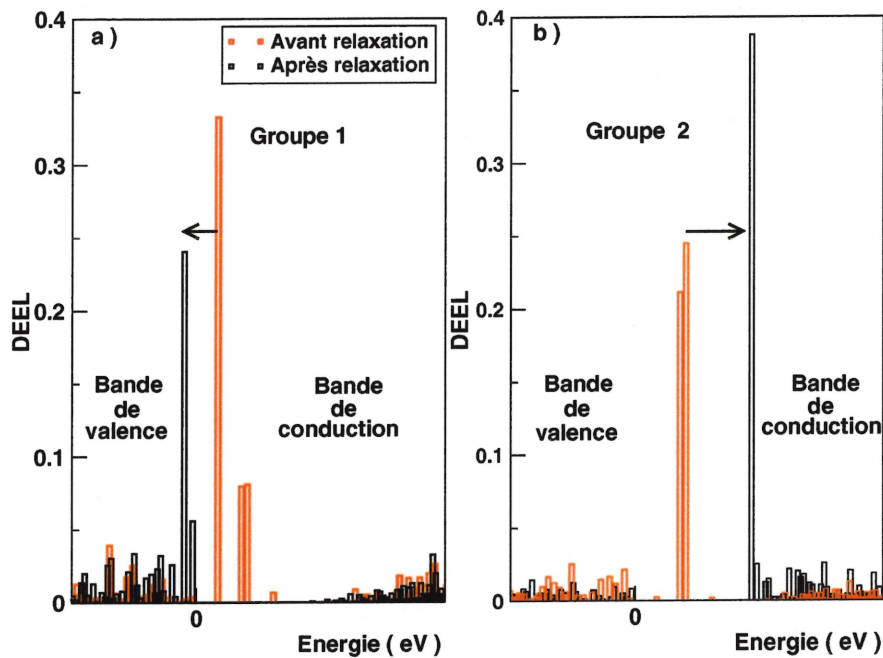 a )
Avant relaxation
Après relaxation
Groupe 1
DEEL
0.4
0.3
0.2
0.1
0
Bande
de
valence
Bande
de
conduction
0
Energie ( eV )
b )
Groupe 2
DEEL
0.4
0.3
0.2
0.1
0
Bande
de
valence
Bande
de
conduction
0
Energie ( eV )